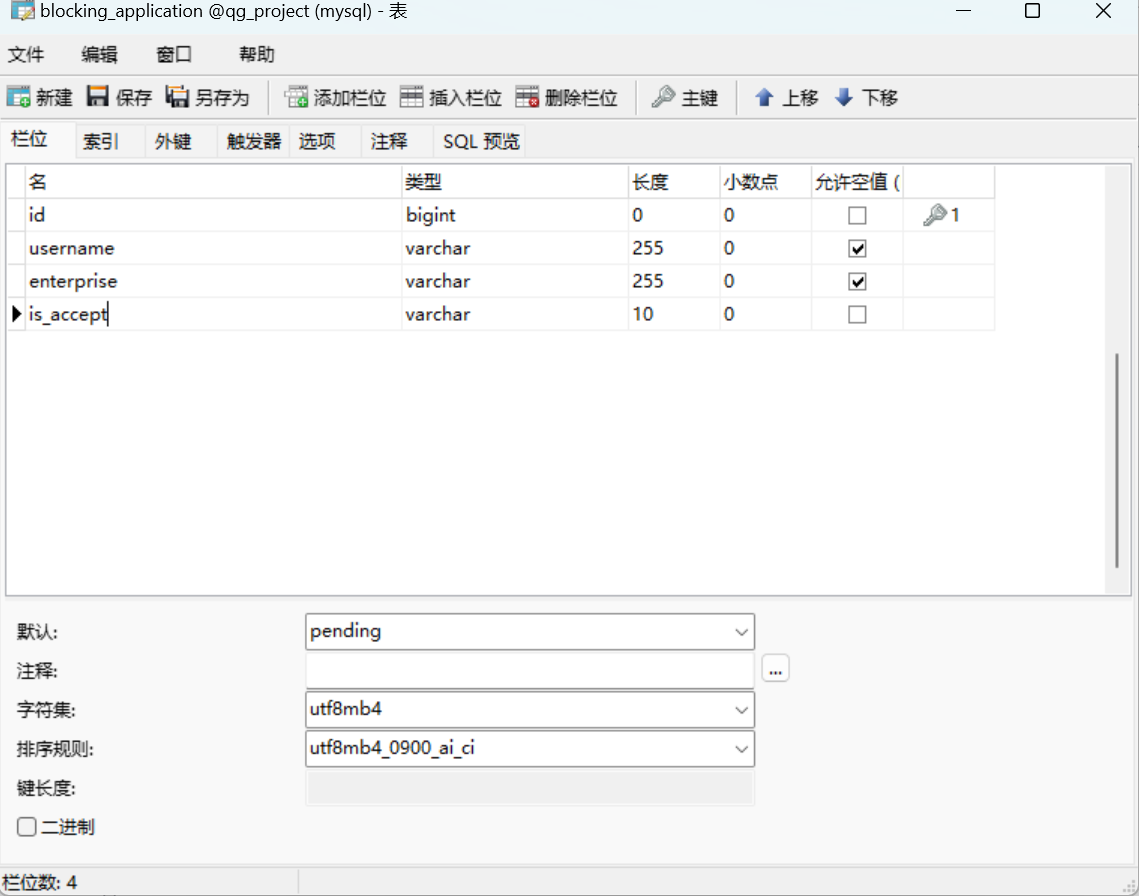 blocking_application @qg_project (mysql) - 表
文件 编辑 窗口 帮助
新建 保存 另存为 添加栏位 插入栏位 删除栏位 主键 上移 下移
栏位 索引 外键 触发器 选项 注释 SQL 预览
名 类型 长度 小数点 允许空值 (
id bigint 0 0 1
username varchar 255 0
enterprise varchar 255 0
is_accept varchar 10 0
默认: pending
注释: ...
字符集: utf8mb4
排序规则: utf8mb4_0900_ai_ci
键长度:
二进制
栏位数: 4